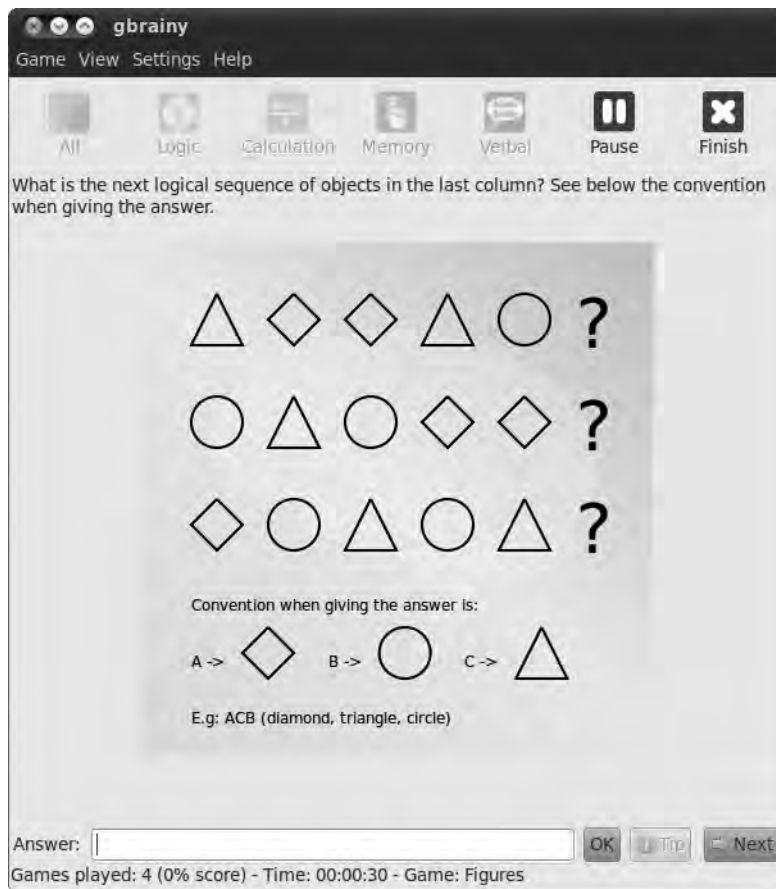 gbrainy
Game View Settings Help
All Logic Calculation Memory Verbal Pause Finish
What is the next logical sequence of objects in the last column? See below the convention
when giving the answer.
?
?
?
Convention when giving the answer is:
A -> B -> C ->
E.g: ACB (diamond, triangle, circle)
Answer: OK Tip Next
Games played: 4 (0% score) - Time: 00:00:30 - Game: Figures